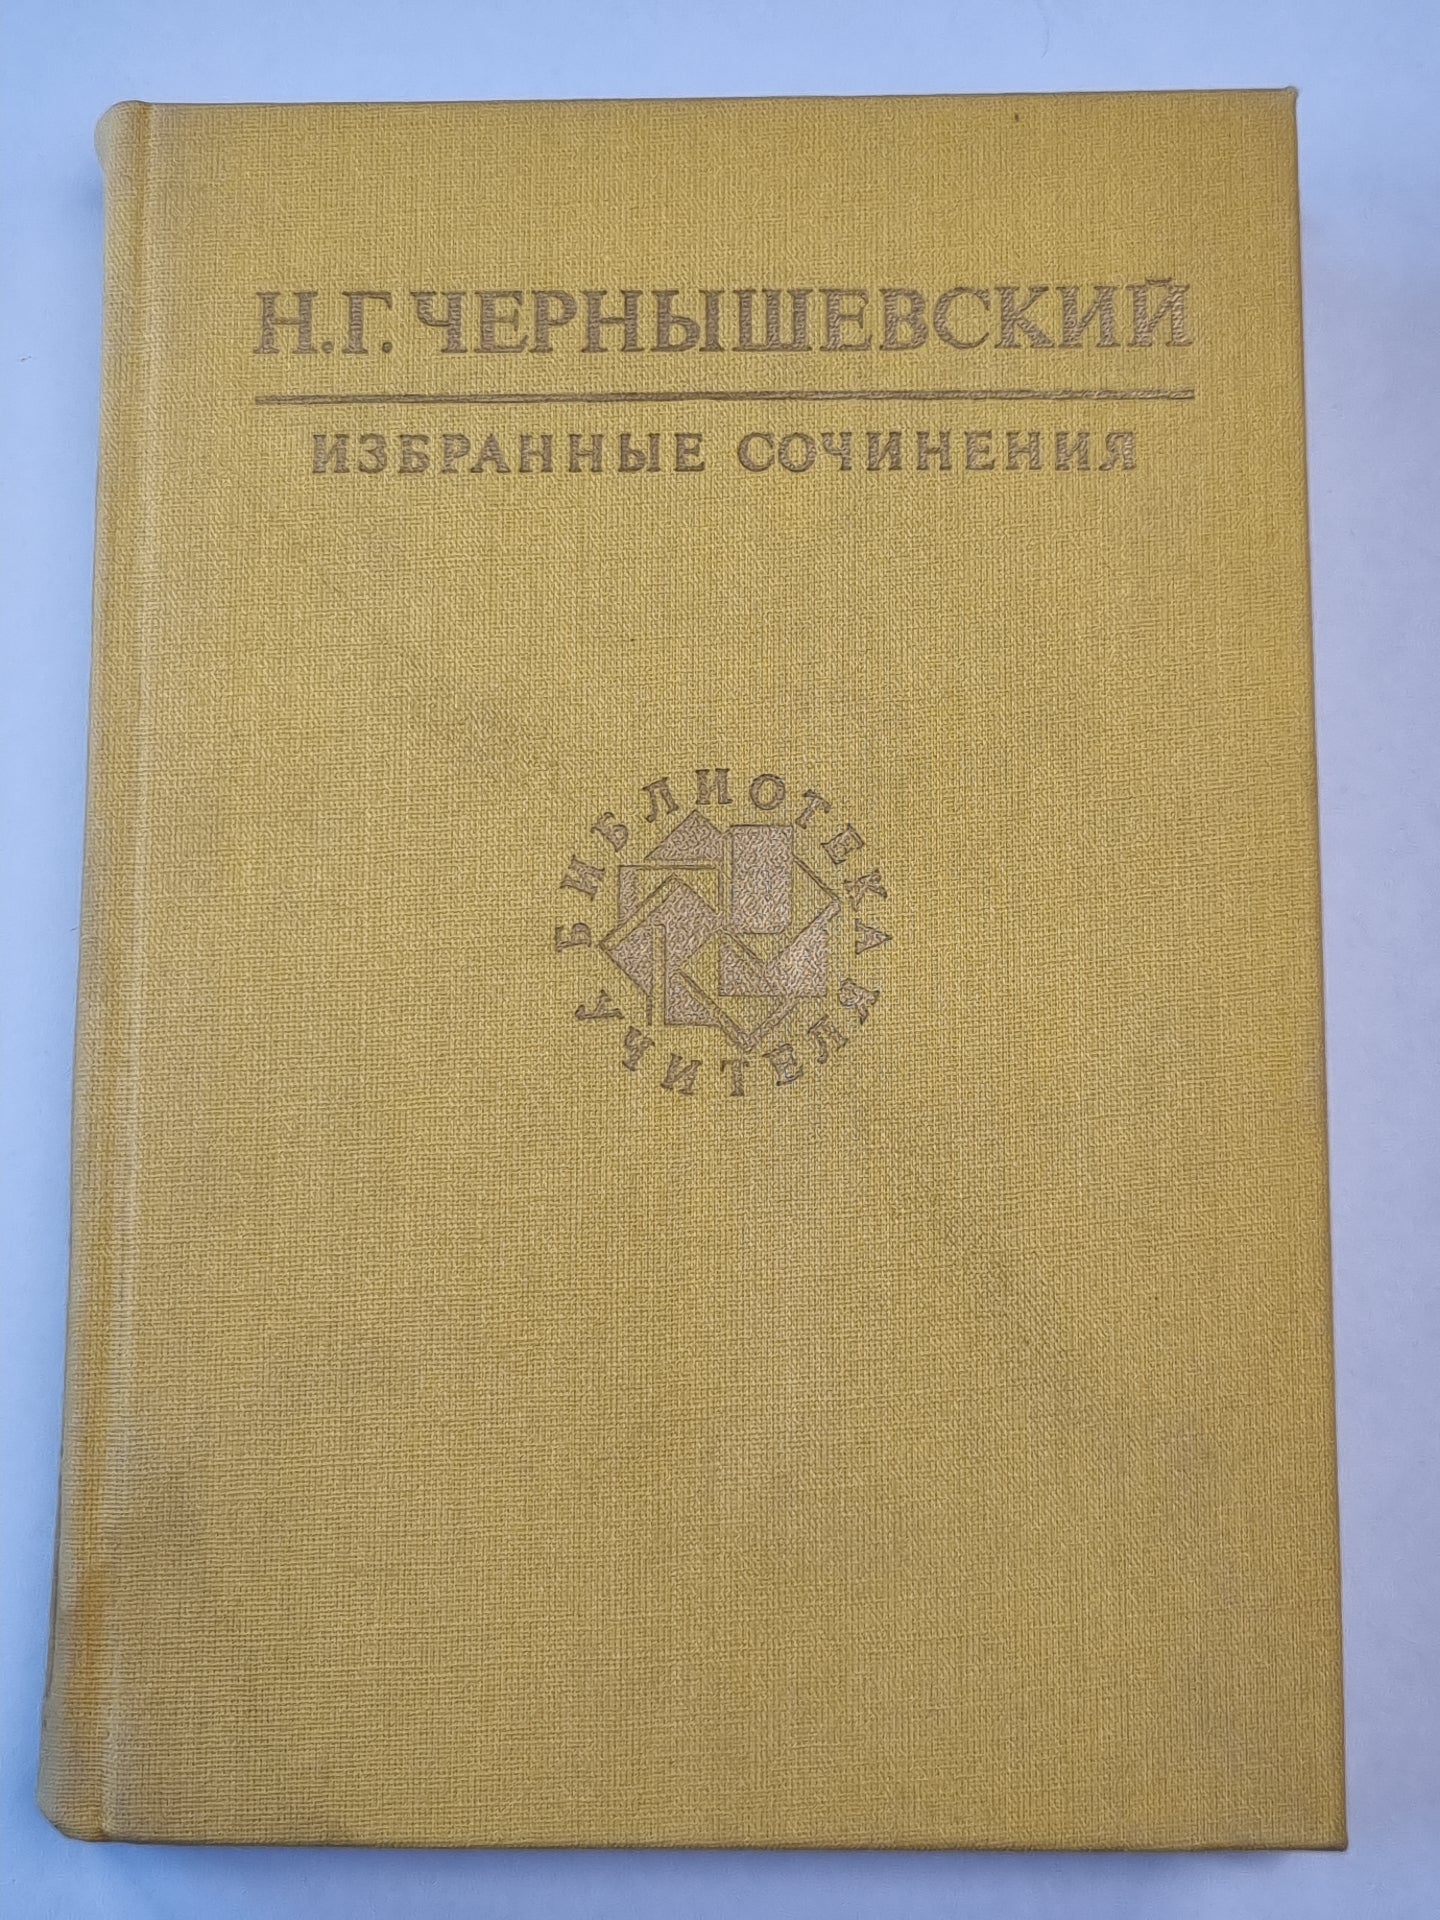 Н.Г.ЧЕРНЫШЕВСКИЙ
ИЗБРАННЫЕ СОЧИНЕНИЯ
БИБЛИОТЕКА УЧИТЕЛЯ